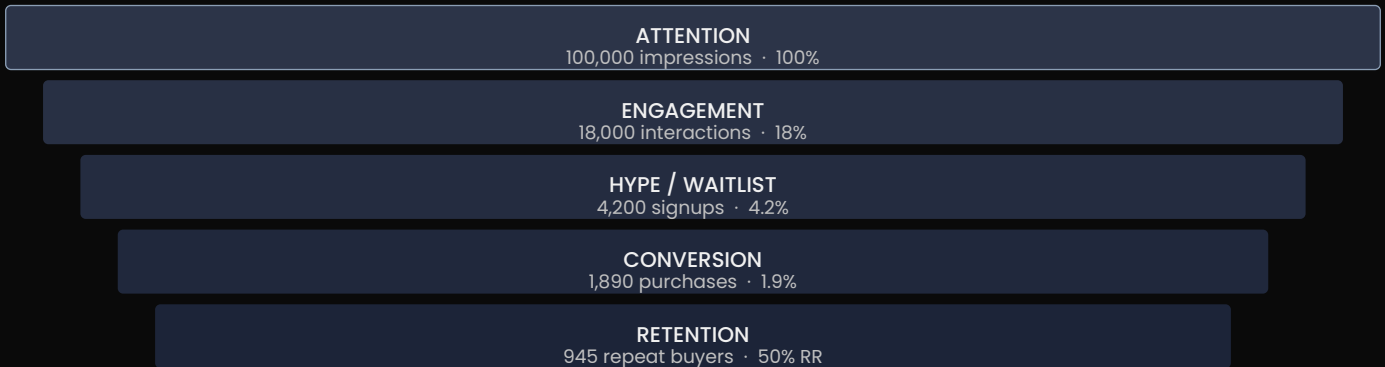 ATTENTION
100,000 impressions · 100%
ENGAGEMENT
18,000 interactions · 18%
HYPE / WAITLIST
4,200 signups · 4.2%
CONVERSION
1,890 purchases · 1.9%
RETENTION
945 repeat buyers · 50% RR